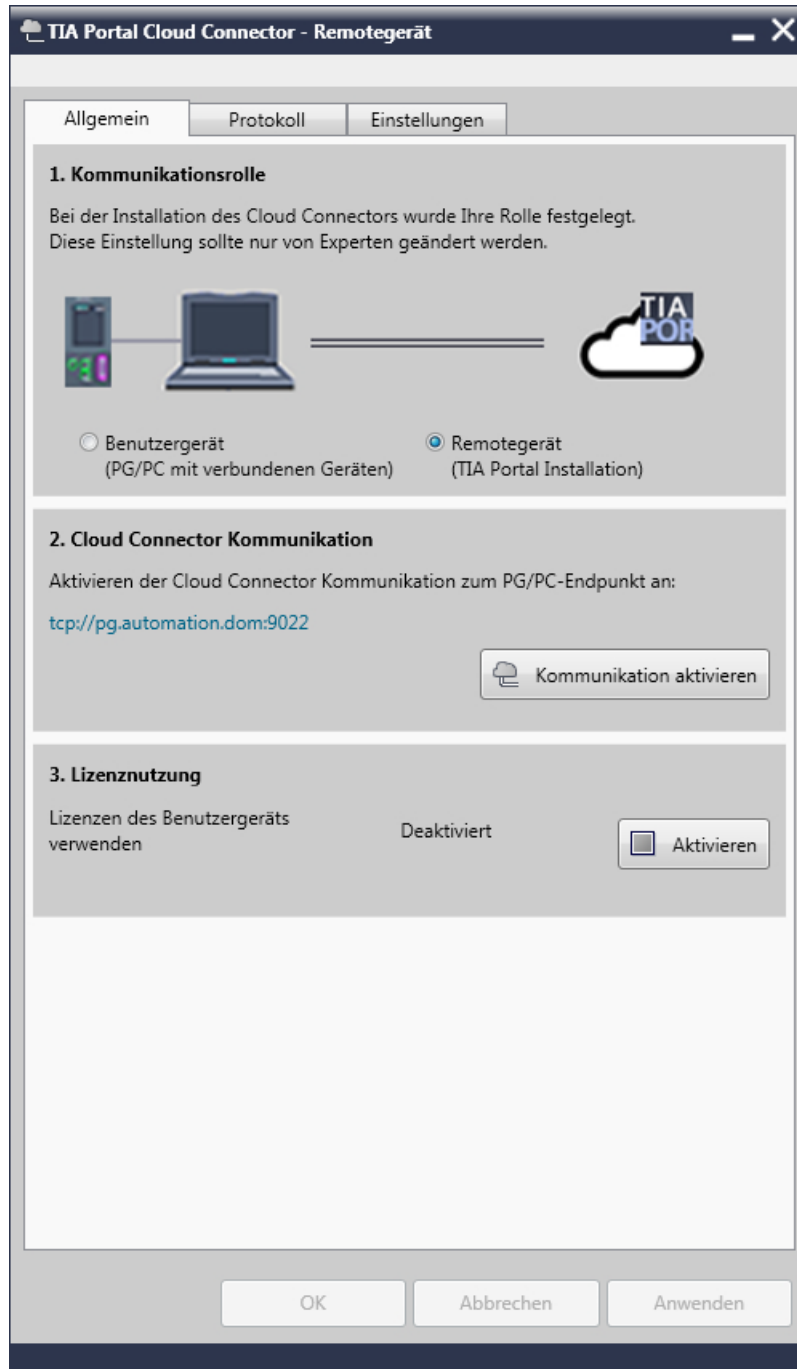 TIA Portal Cloud Connector - Remotegerät
Allgemein
Protokoll
Einstellungen
1. Kommunikationsrolle
Bei der Installation des Cloud Connectors wurde Ihre Rolle festgelegt.
Diese Einstellung sollte nur von Experten geändert werden.
TIA
POR
Benutzergerät
(PG/PC mit verbundenen Geräten)
Remotegerät
(TIA Portal Installation)
2. Cloud Connector Kommunikation
Aktivieren der Cloud Connector Kommunikation zum PG/PC-Endpunkt an:
tcp://pg.automation.dom:9022
Kommunikation aktivieren
3. Lizenznutzung
Lizenzen des Benutzergeräts
verwenden
Deaktiviert
Aktivieren
OK
Abbrechen
Anwenden